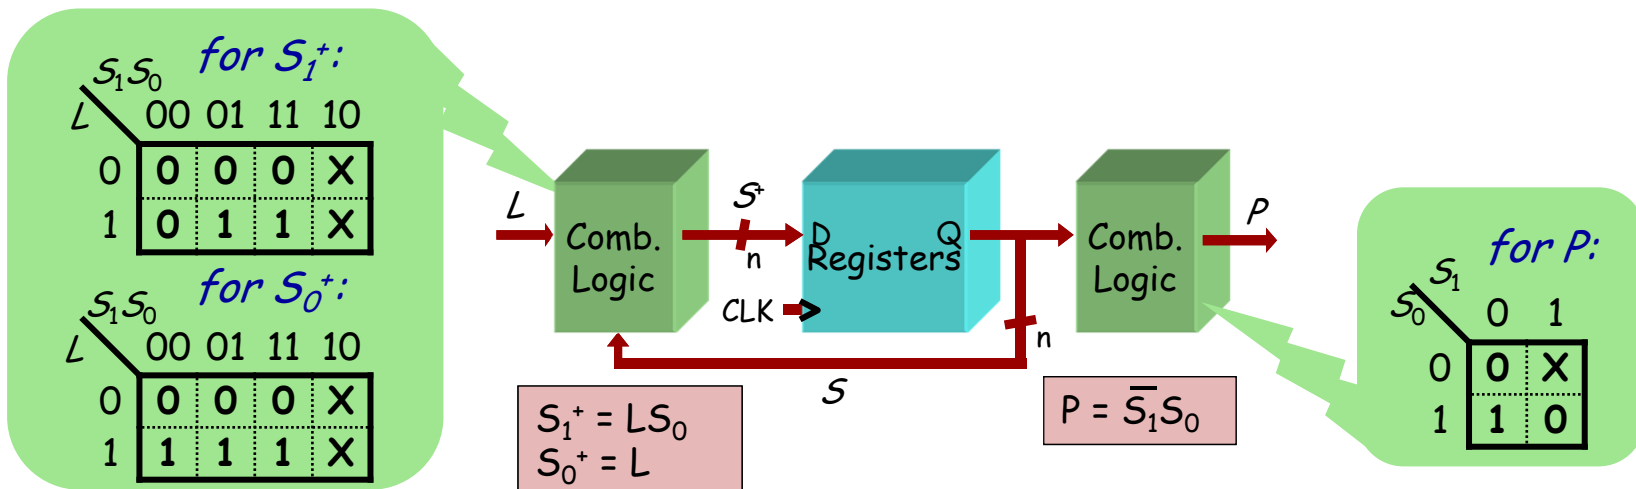 for S₁⁺:
S₁S₀
L 00 01 11 10
0 0 0 0 X
1 0 1 1 X
for S₀⁺:
S₁S₀
L 00 01 11 10
0 0 0 0 X
1 1 1 1 X
L
Comb.
Logic
S⁺
n
D Q
Registers
CLK
S
n
Comb.
Logic
P
S₁⁺ = LS₀
S₀⁺ = L
P = S̅₁S₀
for P:
S₁
S₀ 0 1
0 0 X
1 1 0